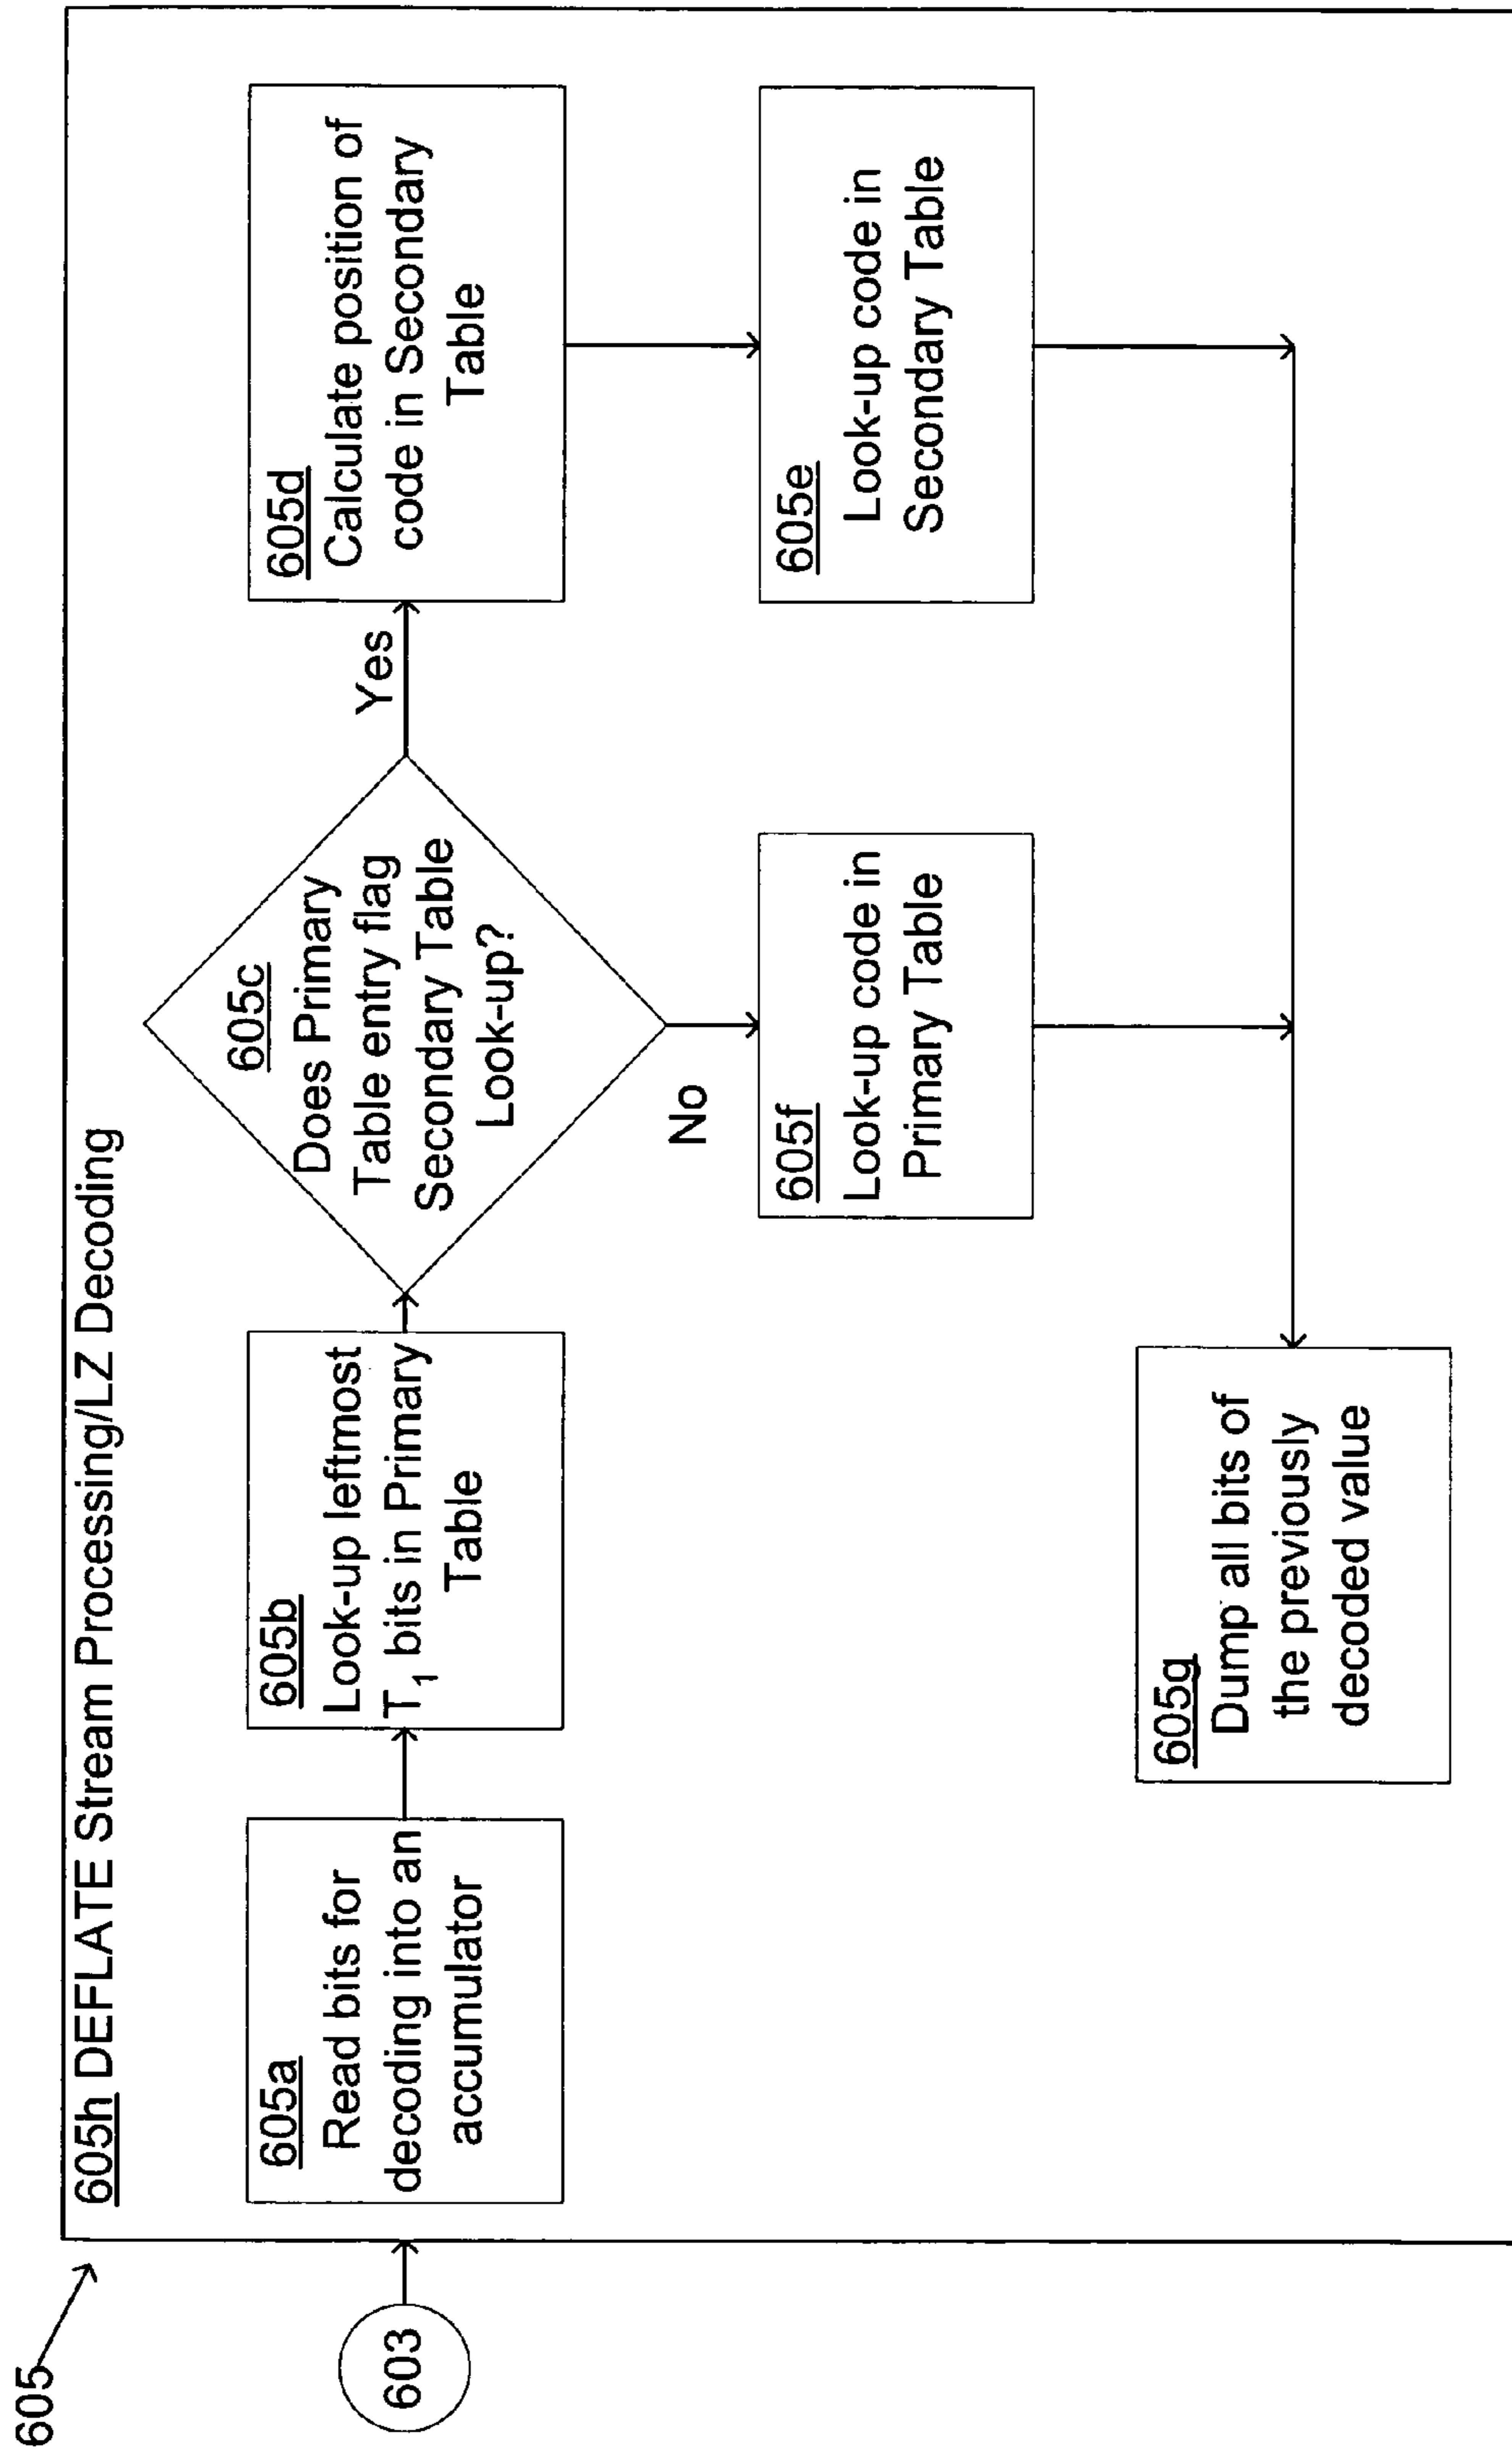 605
605h DEFLATE Stream Processing/LZ Decoding
603
605a
Read bits for
decoding into an
accumulator
605b
Look-up leftmost
T1 bits in Primary
Table
605c
Does Primary
Table entry flag
Secondary Table
Look-up?
Yes
605d
Calculate position of
code in Secondary
Table
No
605f
Look-up code in
Primary Table
605e
Look-up code in
Secondary Table
605g
Dump all bits of
the previously
decoded value